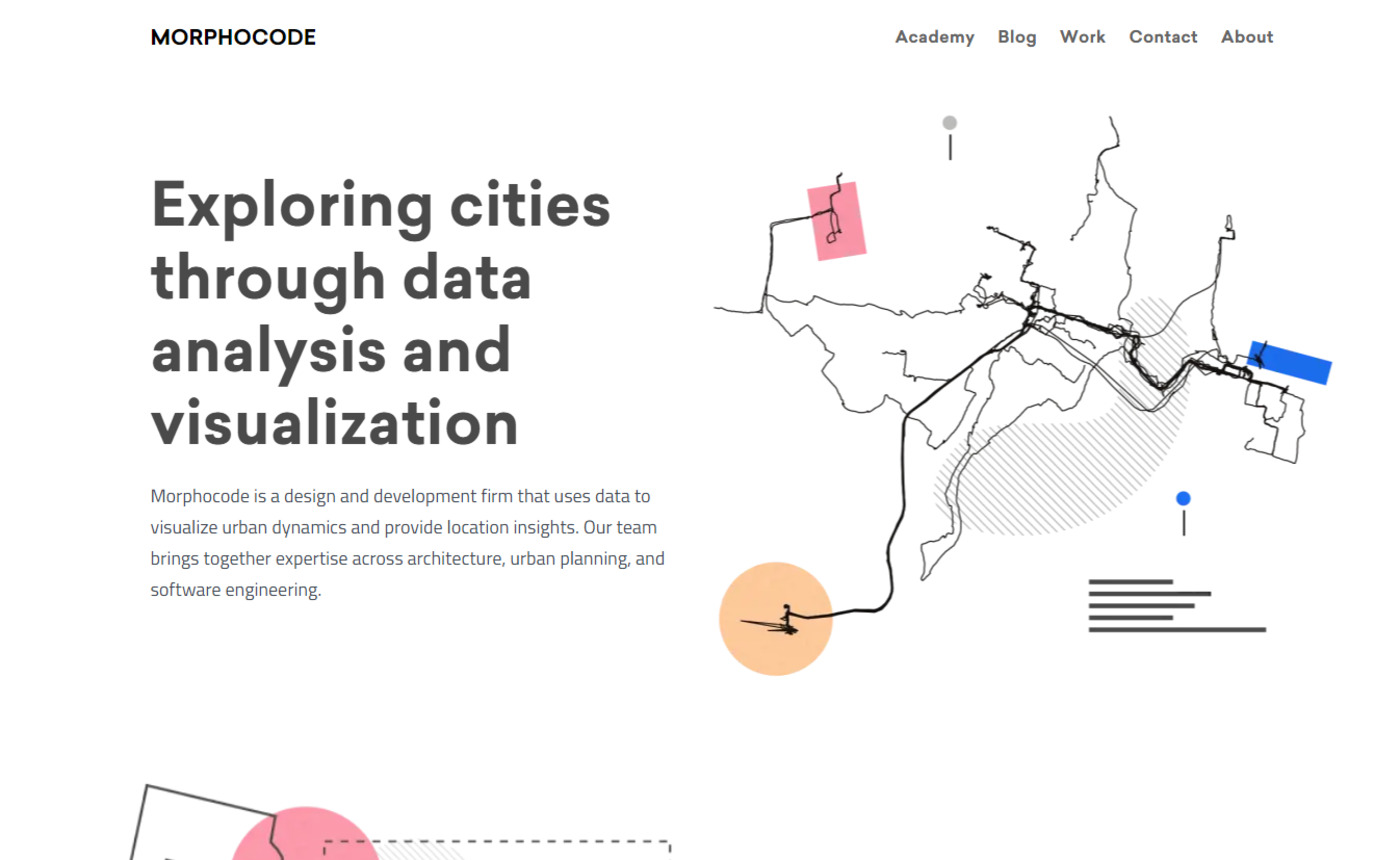 MORPHOCODE
Academy Blog Work Contact About
Exploring cities
through data
analysis and
visualization
Morphocode is a design and development firm that uses data to
visualize urban dynamics and provide location insights. Our team
brings together expertise across architecture, urban planning, and
software engineering.